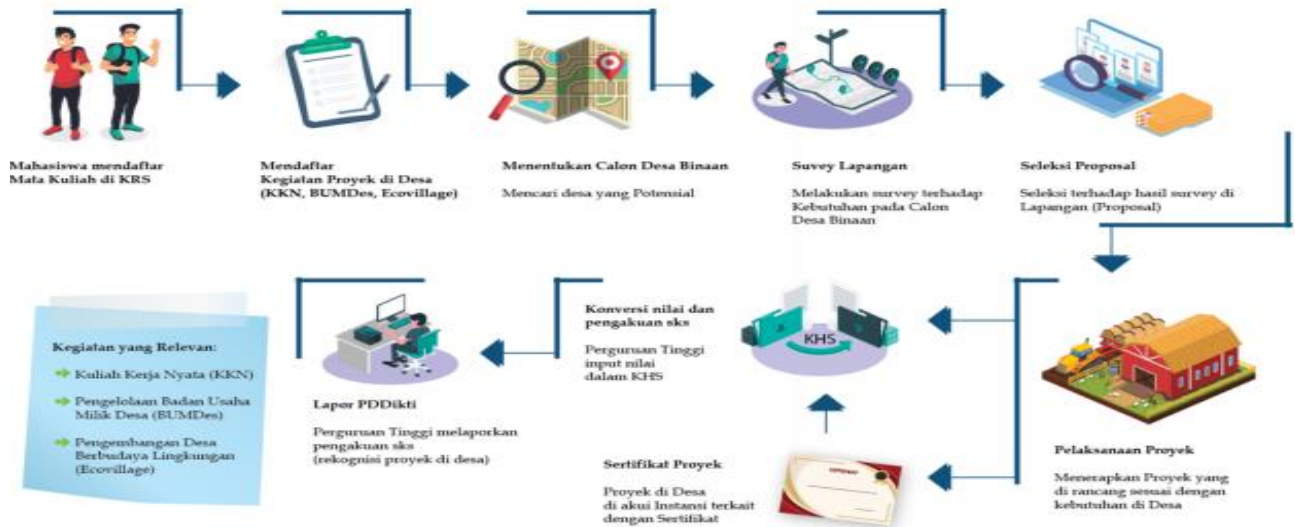 Mahasiswa mendaftar
Mata Kuliah di KRS
Mendaftar
Kegiatan Proyek di Desa
(KKN, BUMDes, Ecovillage)
Menentukan Calon Desa Binaan
Mencari desa yang Potensial
Suvey Lapangan
Melakukan survey terhadap
Kebutuhan pada Calon
Desa Binaan
Seleksi Proposal
Seleksi terhadap hasil survey di
Lapangan (Proposal)
Pelaksanaan Proyek
Menerapkan Proyek yang
di rancang sesuai dengan
kebutuhan di Desa
Sertifikat Proyek
Proyek di Desa
di akui Instansi terkait
dengan Sertifikat
Konversi nilai dan
pengakuan sks
Perguruan Tinggi
input nilai
dalam KHS
KHS
Lapor PDDikti
Perguruan Tinggi melaporkan
pengakuan sks
(rekognisi proyek di desa)
Kegiatan yang Relevan:
Kuliah Kerja Nyata (KKN)
Pengelolaan Badan Usaha
Milik Desa (BUMDes)
Pengembangan Desa
Berbudaya Lingkungan
(Ecovillage)